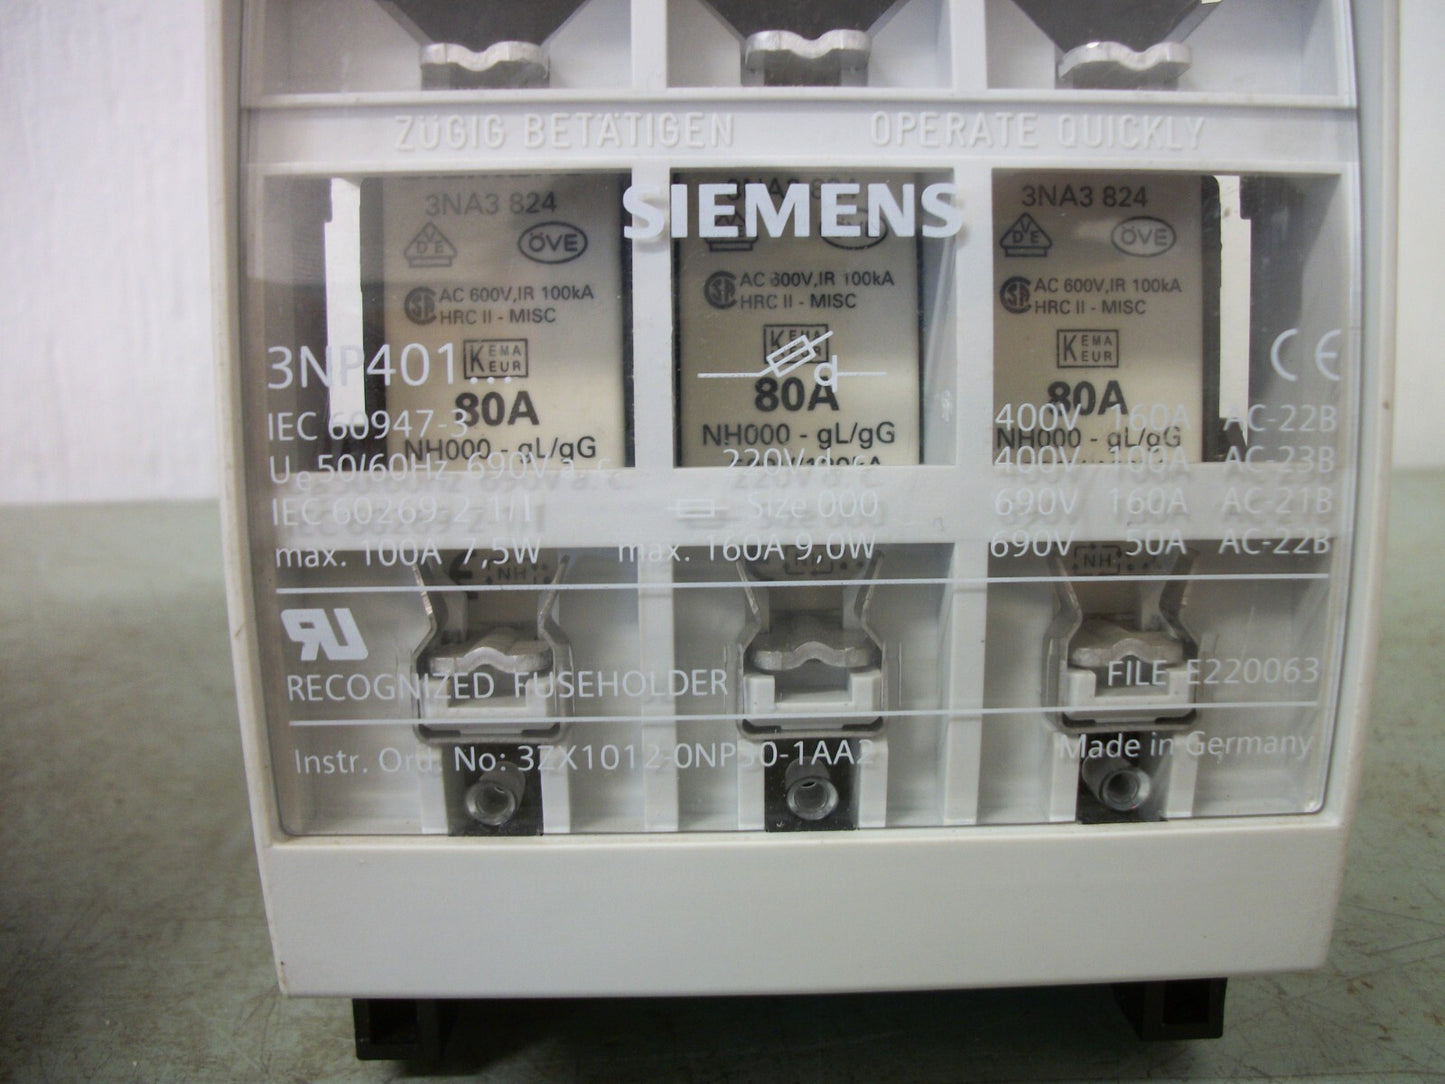 ZÜGIG BETÄTIGEN OPERATE QUICKLY
SIEMENS
3NA3 824
VDE ÖVE
AC 600V,IR 100kA
HRC II - MISC
KEMA
EUR
80A
NH000 - gL/gG
AC 600V,IR 100kA
HRC II - MISC
KEMA
EUR
80A
NH000 - gL/gG
3NA3 824
VDE ÖVE
AC 600V,IR 100kA
HRC II - MISC
KEMA
EUR
80A
NH000 - gL/gG
3NP401... d CE
IEC 60947-3 400V 160A AC-22B
Ue 50/60Hz 690V a. c. 220V d. c. 400V 100A AC-23B
IEC 60269-2-1/I Size 000 690V 160A AC-21B
max. 100A 7,5W max. 160A 9,0W 690V 50A AC-22B
NH
NH
RECOGNIZED FUSEHOLDER FILE E220063
Instr. Ord. No: 3ZX1012-0NP50-1AA2 Made in Germany